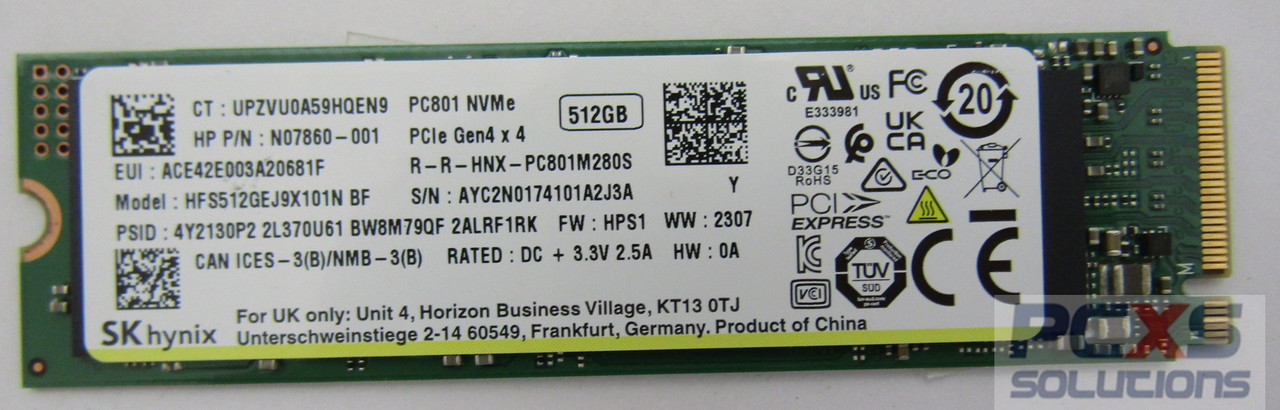 CT : UPZVU0A59HQEN9 PC801 NVMe 512GB
HP P/N : N07860-001 PCIe Gen4 x 4
EUI : ACE42E003A20681F R-R-HNX-PC801M280S
Model : HFS512GEJ9X101N BF S/N : AYC2N0174101A2J3A Y
PSID : 4Y2130P2 2L370U61 BW8M79QF 2ALRF1RK FW : HPS1 WW : 2307
CAN ICES-3(B)/NMB-3(B) RATED : DC + 3.3V 2.5A HW : 0A
For UK only: Unit 4, Horizon Business Village, KT13 0TJ
SK hynix Unterschweinstiege 2-14 60549, Frankfurt, Germany. Product of China
C RU US FC 20
E333981
UK
CA
D33G15
RoHS
E-CO
PCI
EXPRESS
TÜV
SÜD
CE
VCI
M
PCXS
SOLUTIONS